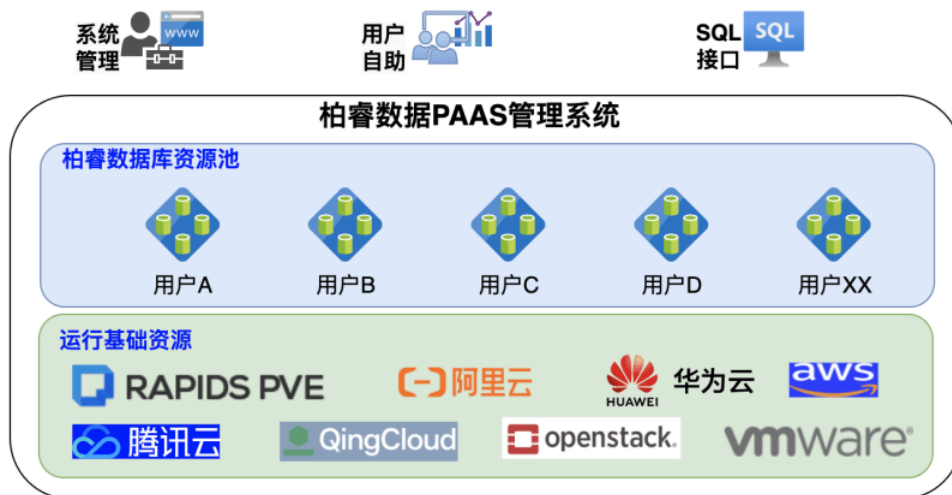 系统
管理
WWW
用户
自助
SQL
接口
SQL
柏睿数据PAAS管理系统
柏睿数据库资源池
用户A
用户B
用户C
用户D
用户XX
运行基础资源
RAPIDS PVE
阿里云
HUAWEI
华为云
aws
腾讯云
QingCloud
openstack.
vmware®